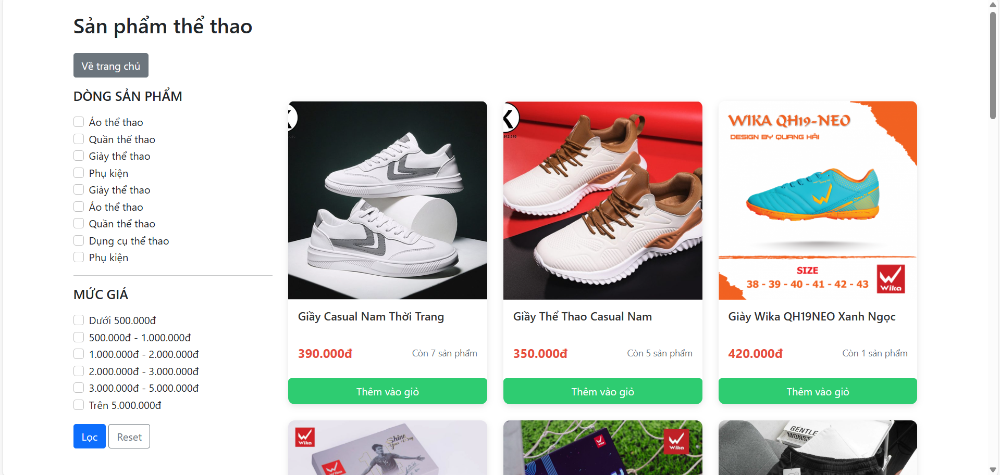 Sản phẩm thể thao
Về trang chủ
DÒNG SẢN PHẨM
Áo thể thao
Quần thể thao
Giày thể thao
Phụ kiện
Giày thể thao
Áo thể thao
Quần thể thao
Dụng cụ thể thao
Phụ kiện
MỨC GIÁ
Dưới 500.000đ
500.000đ - 1.000.000đ
1.000.000đ - 2.000.000đ
2.000.000đ - 3.000.000đ
3.000.000đ - 5.000.000đ
Trên 5.000.000đ
Lọc Reset
Giầy Casual Nam Thời Trang
390.000đ Còn 7 sản phẩm
Thêm vào giỏ
K
912.510
Giầy Thể Thao Casual Nam
350.000đ Còn 5 sản phẩm
Thêm vào giỏ
WIKA QH19-NEO
DESIGN BY QUANG HẢI
SIZE
38 - 39 - 40 - 41 - 42 - 43
Wika
Giày Wika QH19NEO Xanh Ngọc
420.000đ Còn 1 sản phẩm
Thêm vào giỏ
Wika
Shine
Your Day
Wika
Wika
GENTLE
MONST